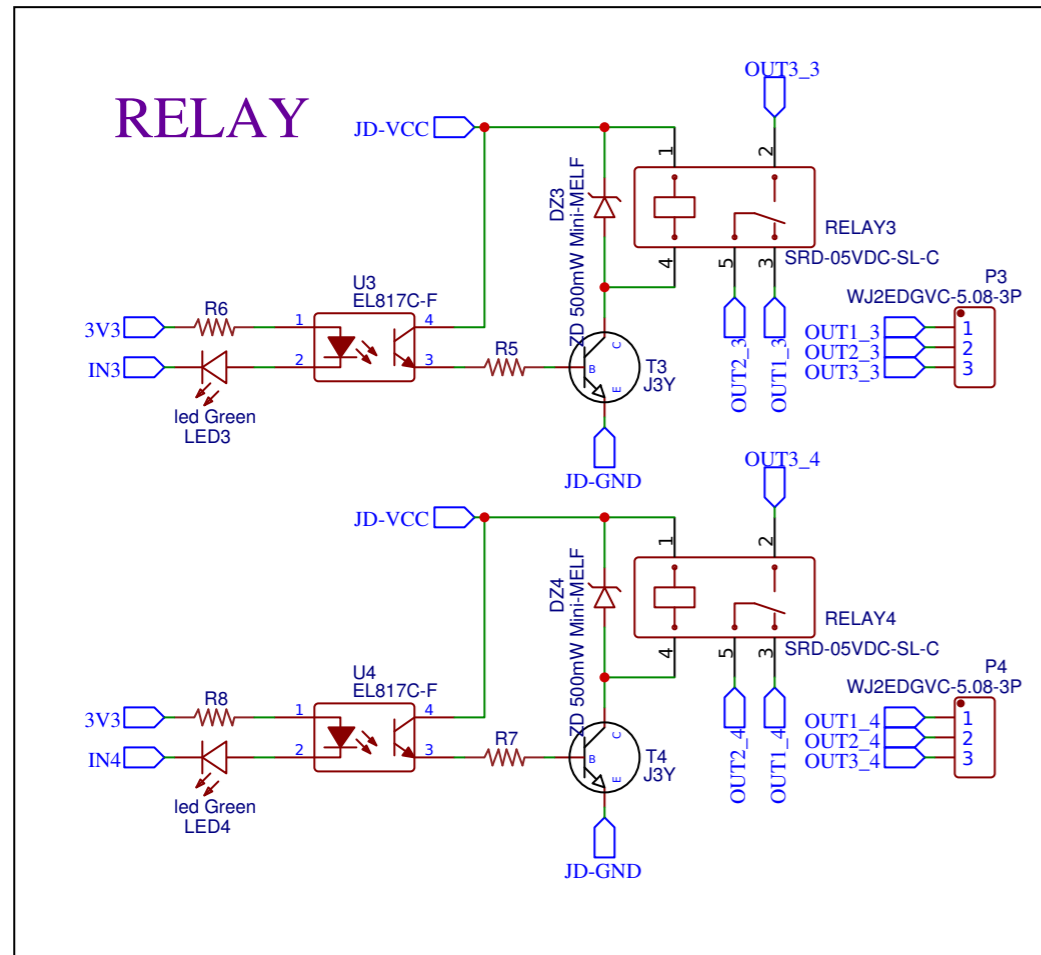 RELAY
OUT3_3
JD-VCC
1
2
DZ3
ZD 500mW Mini-MELF
RELAY3
SRD-05VDC-SL-C
4
5
3
U3
EL817C-F
R6
3V3
1
4
IN3
2
3
R5
led Green
LED3
B
C
E
T3
J3Y
JD-GND
OUT2_3
OUT1_3
P3
WJ2EDGVC-5.08-3P
OUT1_3 1
OUT2_3 2
OUT3_3 3
OUT3_4
JD-VCC
1
2
DZ4
ZD 500mW Mini-MELF
RELAY4
SRD-05VDC-SL-C
4
5
3
U4
EL817C-F
R8
3V3
1
4
IN4
2
3
R7
led Green
LED4
B
C
E
T4
J3Y
JD-GND
OUT2_4
OUT1_4
P4
WJ2EDGVC-5.08-3P
OUT1_4 1
OUT2_4 2
OUT3_4 3